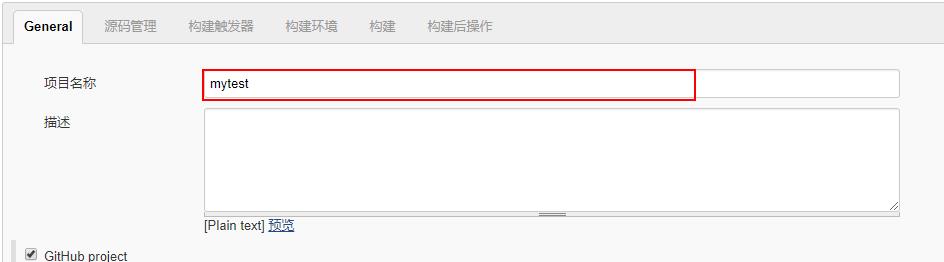 General 源码管理 构建触发器 构建环境 构建 构建后操作
项目名称 mytest
描述
[Plain text] 预览
GitHub project